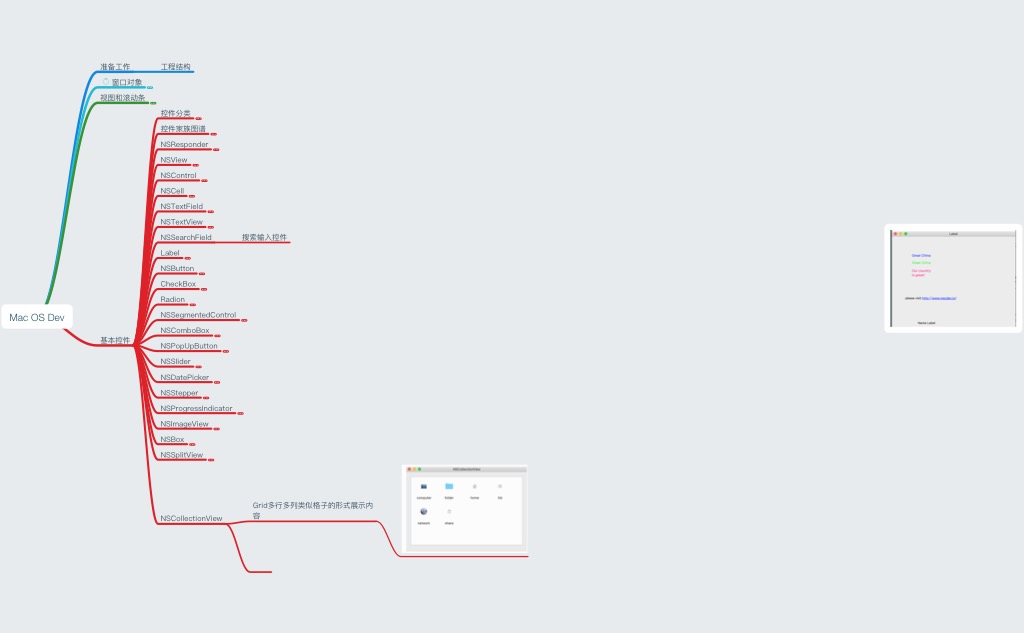 Mac OS Dev
准备工作
工程结构
窗口对象
视图和滚动条
基本控件
控件分类
控件家族图谱
NSResponder
NSView
NSControl
NSCell
NSTextField
NSTextView
NSSearchField
搜索输入控件
Label
NSButton
CheckBox
Radion
NSSegmentedControl
NSComboBox
NSPopUpButton
NSSlider
NSDatePicker
NSStepper
NSProgressIndicator
NSImageView
NSBox
NSSplitView
NSCollectionView
Grid多行多列类似格子的形式展示内
容
NSCollectionView
computer
folder
home
list
network
share
Label
Great China
Great China
Our country
is great!
please visit
Name Label